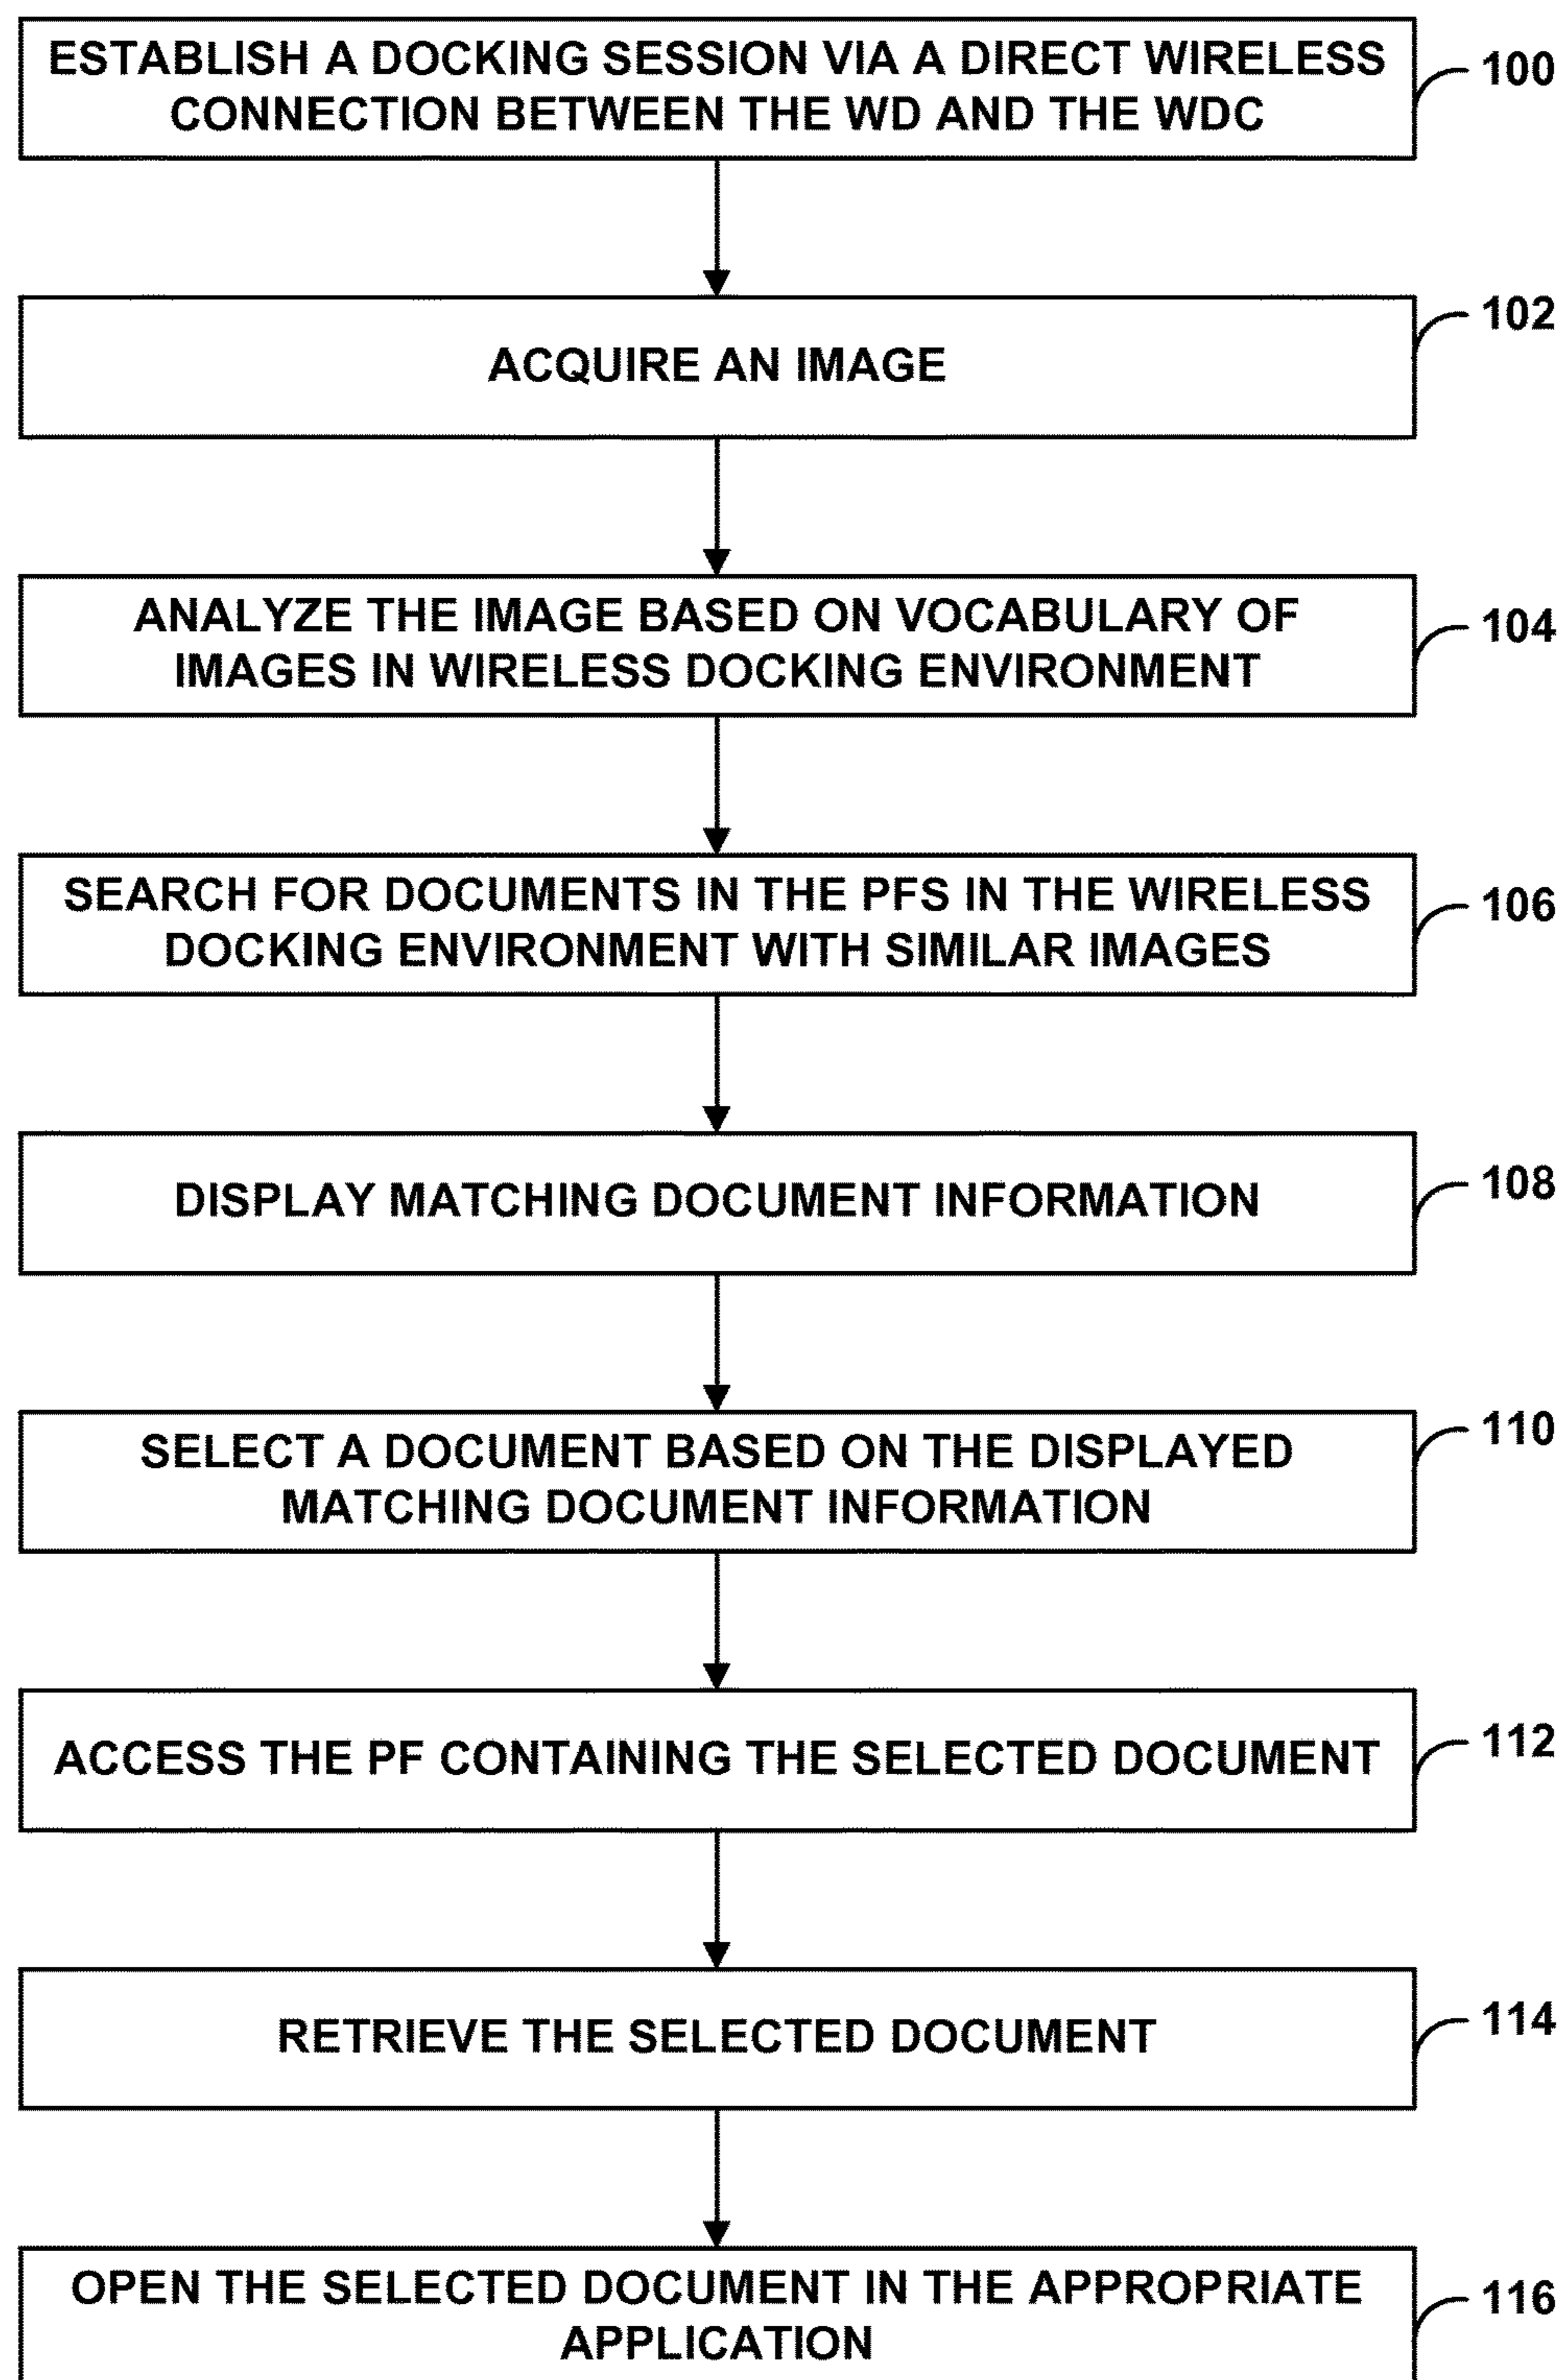 ESTABLISH A DOCKING SESSION VIA A DIRECT WIRELESS
CONNECTION BETWEEN THE WD AND THE WDC
100
ACQUIRE AN IMAGE
102
ANALYZE THE IMAGE BASED ON VOCABULARY OF
IMAGES IN WIRELESS DOCKING ENVIRONMENT
104
SEARCH FOR DOCUMENTS IN THE PFS IN THE WIRELESS
DOCKING ENVIRONMENT WITH SIMILAR IMAGES
106
DISPLAY MATCHING DOCUMENT INFORMATION
108
SELECT A DOCUMENT BASED ON THE DISPLAYED
MATCHING DOCUMENT INFORMATION
110
ACCESS THE PF CONTAINING THE SELECTED DOCUMENT
112
RETRIEVE THE SELECTED DOCUMENT
114
OPEN THE SELECTED DOCUMENT IN THE APPROPRIATE
APPLICATION
116